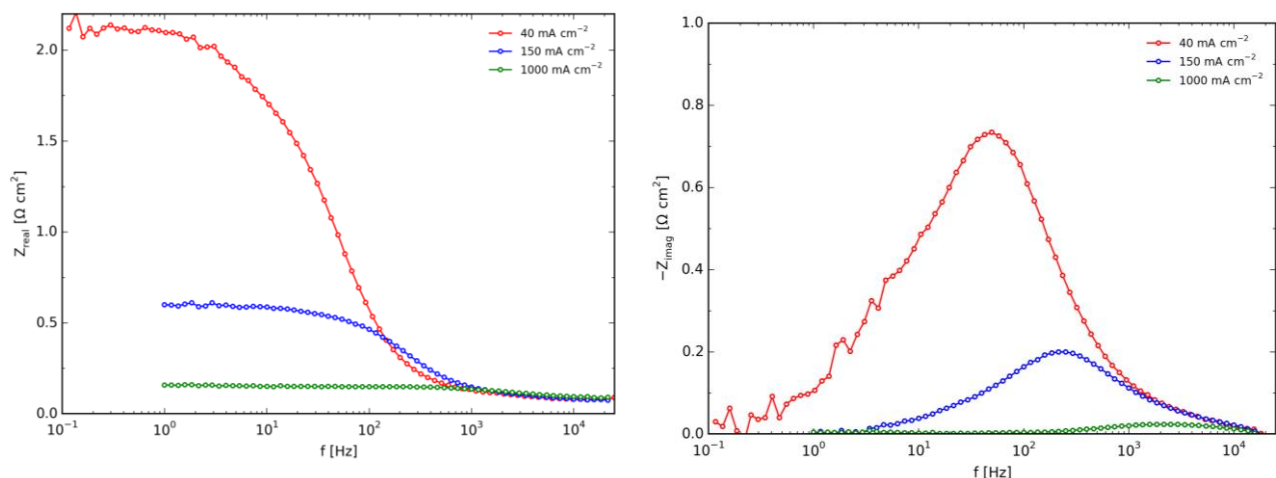 2.0
1.5
1.0
0.5
0.0
Z_real [Ω cm²]
10⁻¹ 10⁰ 10¹ 10² 10³ 10⁴
f [Hz]
40 mA cm⁻²
150 mA cm⁻²
1000 mA cm⁻²
1.0
0.8
0.6
0.4
0.2
0.0
−Z_imag [Ω cm²]
10⁻¹ 10⁰ 10¹ 10² 10³ 10⁴
f [Hz]
40 mA cm⁻²
150 mA cm⁻²
1000 mA cm⁻²